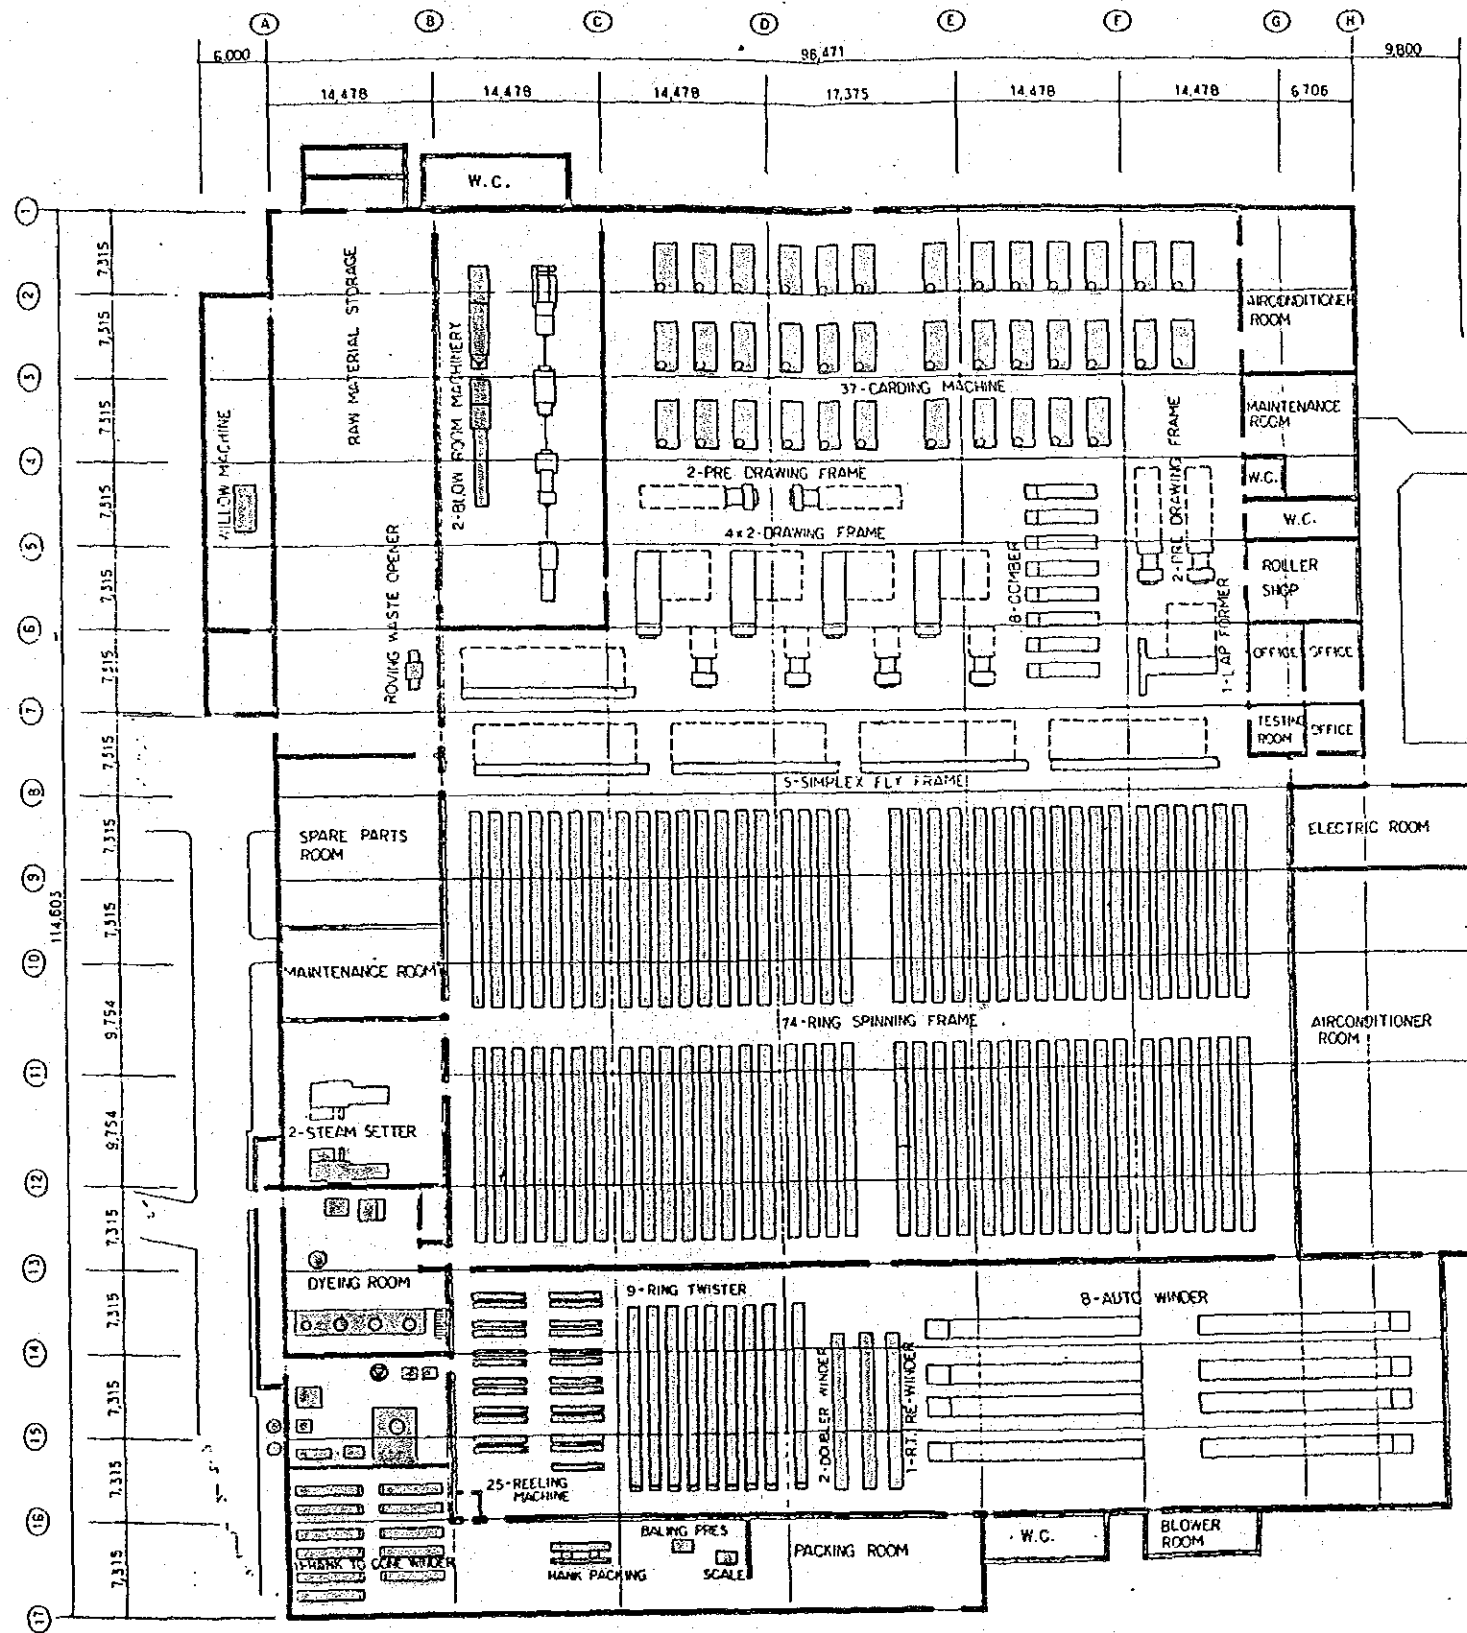 A B C D E F G H
6,000 96,471 9,800
14,478 14,478 14,478 17,375 14,478 14,478 6,706
W.C.
1
7,315
2
7,315
3
7,315
4
7,315
5
7,315
6
7,315
7
7,315
8
7,315
9
7,315
10
9,754
11
9,754
12
7,315
13
7,315
14
7,315
15
7,315
16
7,315
17
114,603
RAW MATERIAL STORAGE
2-BLOW ROOM MACHINERY
WILLOW MACHINE
ROVING WASTE OPENER
37-CARDING MACHINE
2-PRE DRAWING FRAME
4x2-DRAWING FRAME
8-COMBER
2-PRE DRAWING FRAME
1-LAP FORMER
AIRCONDITIONER
ROOM
MAINTENANCE
ROOM
W.C.
W.C.
ROLLER
SHOP
OFFICE OFFICE
TESTING
ROOM
OFFICE
5-SIMPLEX FLY FRAME
SPARE PARTS
ROOM
ELECTRIC ROOM
MAINTENANCE ROOM
74-RING SPINNING FRAME
AIRCONDITIONER
ROOM
2-STEAM SETTER
DYEING ROOM
9-RING TWISTER
8-AUTO WINDER
2-DOUBLER WINDER
1-R.T. RE-WINDER
25-REELING
MACHINE
HANK TO CONE WINDER
HANK PACKING
BALING PRES
SCALE
PACKING ROOM
W.C.
BLOWER
ROOM